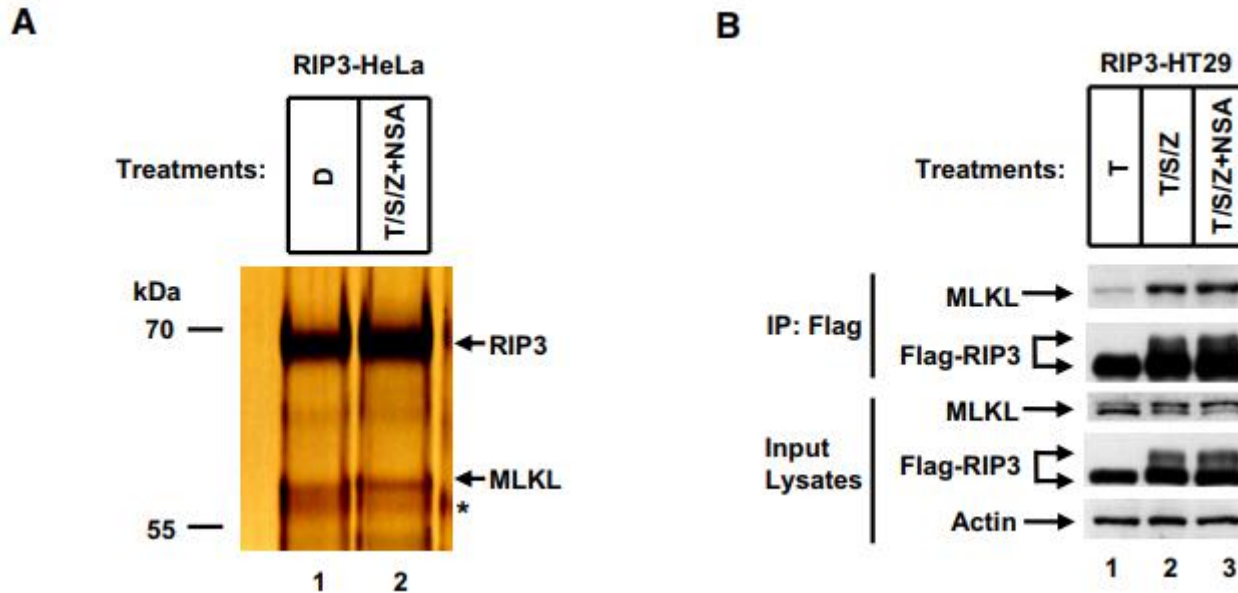 A
RIP3-HeLa
Treatments:
D
T/S/Z+NSA
kDa
70
RIP3
MLKL
*
55
1 2
B
RIP3-HT29
Treatments:
T
T/S/Z
T/S/Z+NSA
IP: Flag
MLKL
Flag-RIP3
Input
Lysates
MLKL
Flag-RIP3
Actin
1 2 3